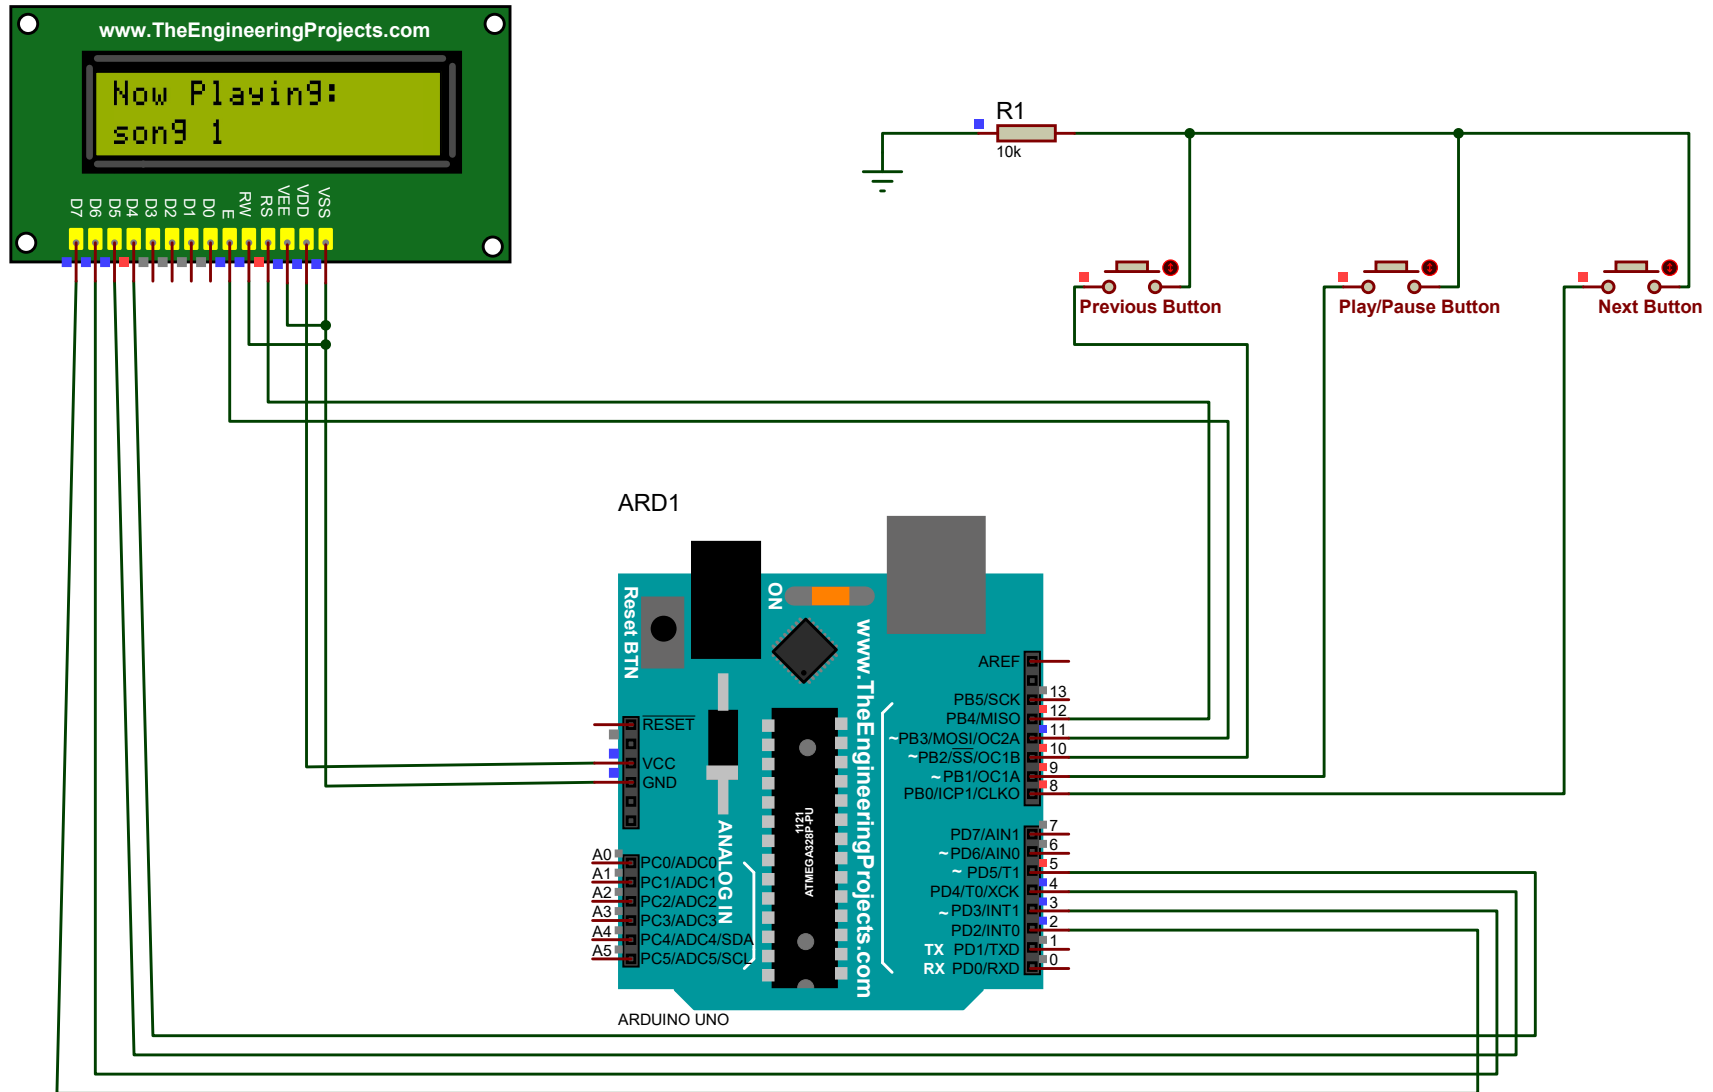 www.TheEngineeringProjects.com
Now Playing:
song 1
D7 D6 D5 D4 D3 D2 D1 D0 E RW RS VEE VDD VSS
R1
10k
Previous Button
Play/Pause Button
Next Button
ARD1
Reset BTN
ON
www.TheEngineeringProjects.com
AREF
PB5/SCK 13
PB4/MISO 12
~PB3/MOSI/OC2A 11
~PB2/SS/OC1B 10
~PB1/OC1A 9
PB0/ICP1/CLKO 8
RESET
VCC
GND
1121
ATMEGA328P-PU
ANALOG IN
A0 PC0/ADC0
A1 PC1/ADC1
A2 PC2/ADC2
A3 PC3/ADC3
A4 PC4/ADC4/SDA
A5 PC5/ADC5/SCL
PD7/AIN1 7
~PD6/AIN0 6
~PD5/T1 5
PD4/T0/XCK 4
~PD3/INT1 3
PD2/INT0 2
TX PD1/TXD 1
RX PD0/RXD 0
ARDUINO UNO